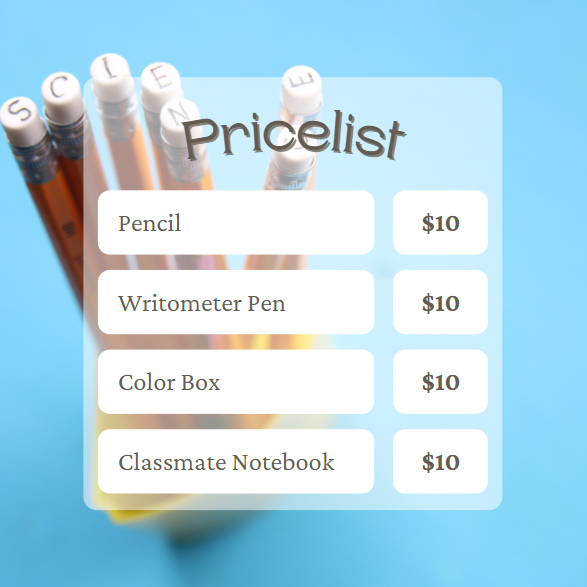 S C I E N E
Pricelist
Pencil $10
Writometer Pen $10
Color Box $10
Classmate Notebook $10